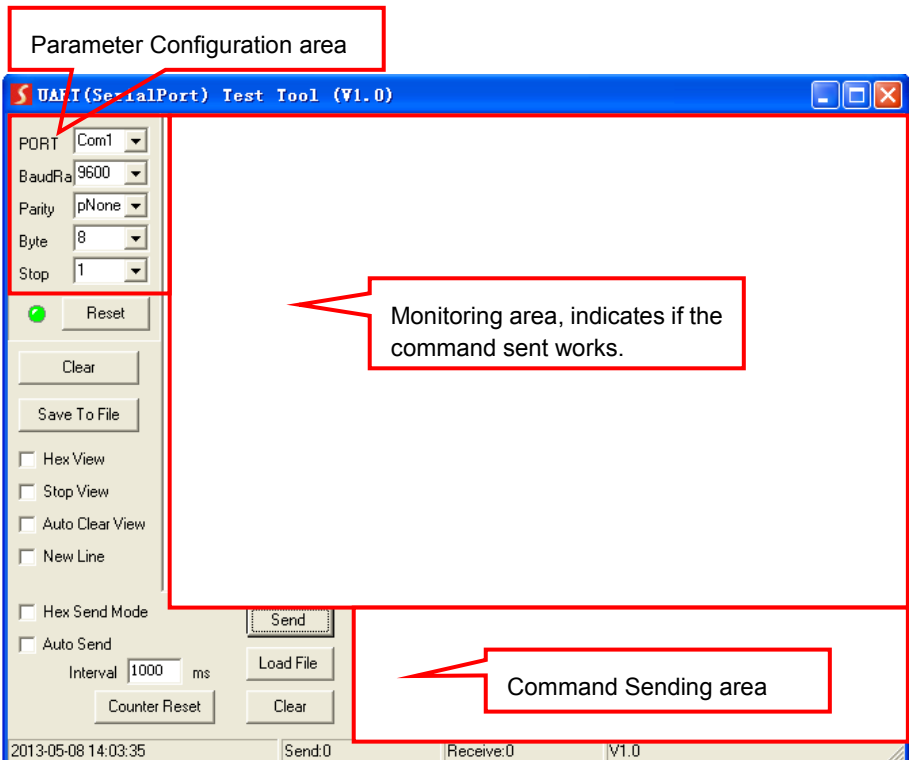 Parameter Configuration area
UART(SerialPort) Test Tool (V1.0)
PORT Com1
BaudRa 9600
Parity pNone
Byte 8
Stop 1
Reset
Monitoring area, indicates if the
command sent works.
Clear
Save To File
Hex View
Stop View
Auto Clear View
New Line
Hex Send Mode
Send
Auto Send
Interval 1000 ms
Load File
Command Sending area
Counter Reset
Clear
2013-05-08 14:03:35 Send:0 Receive:0 V1.0